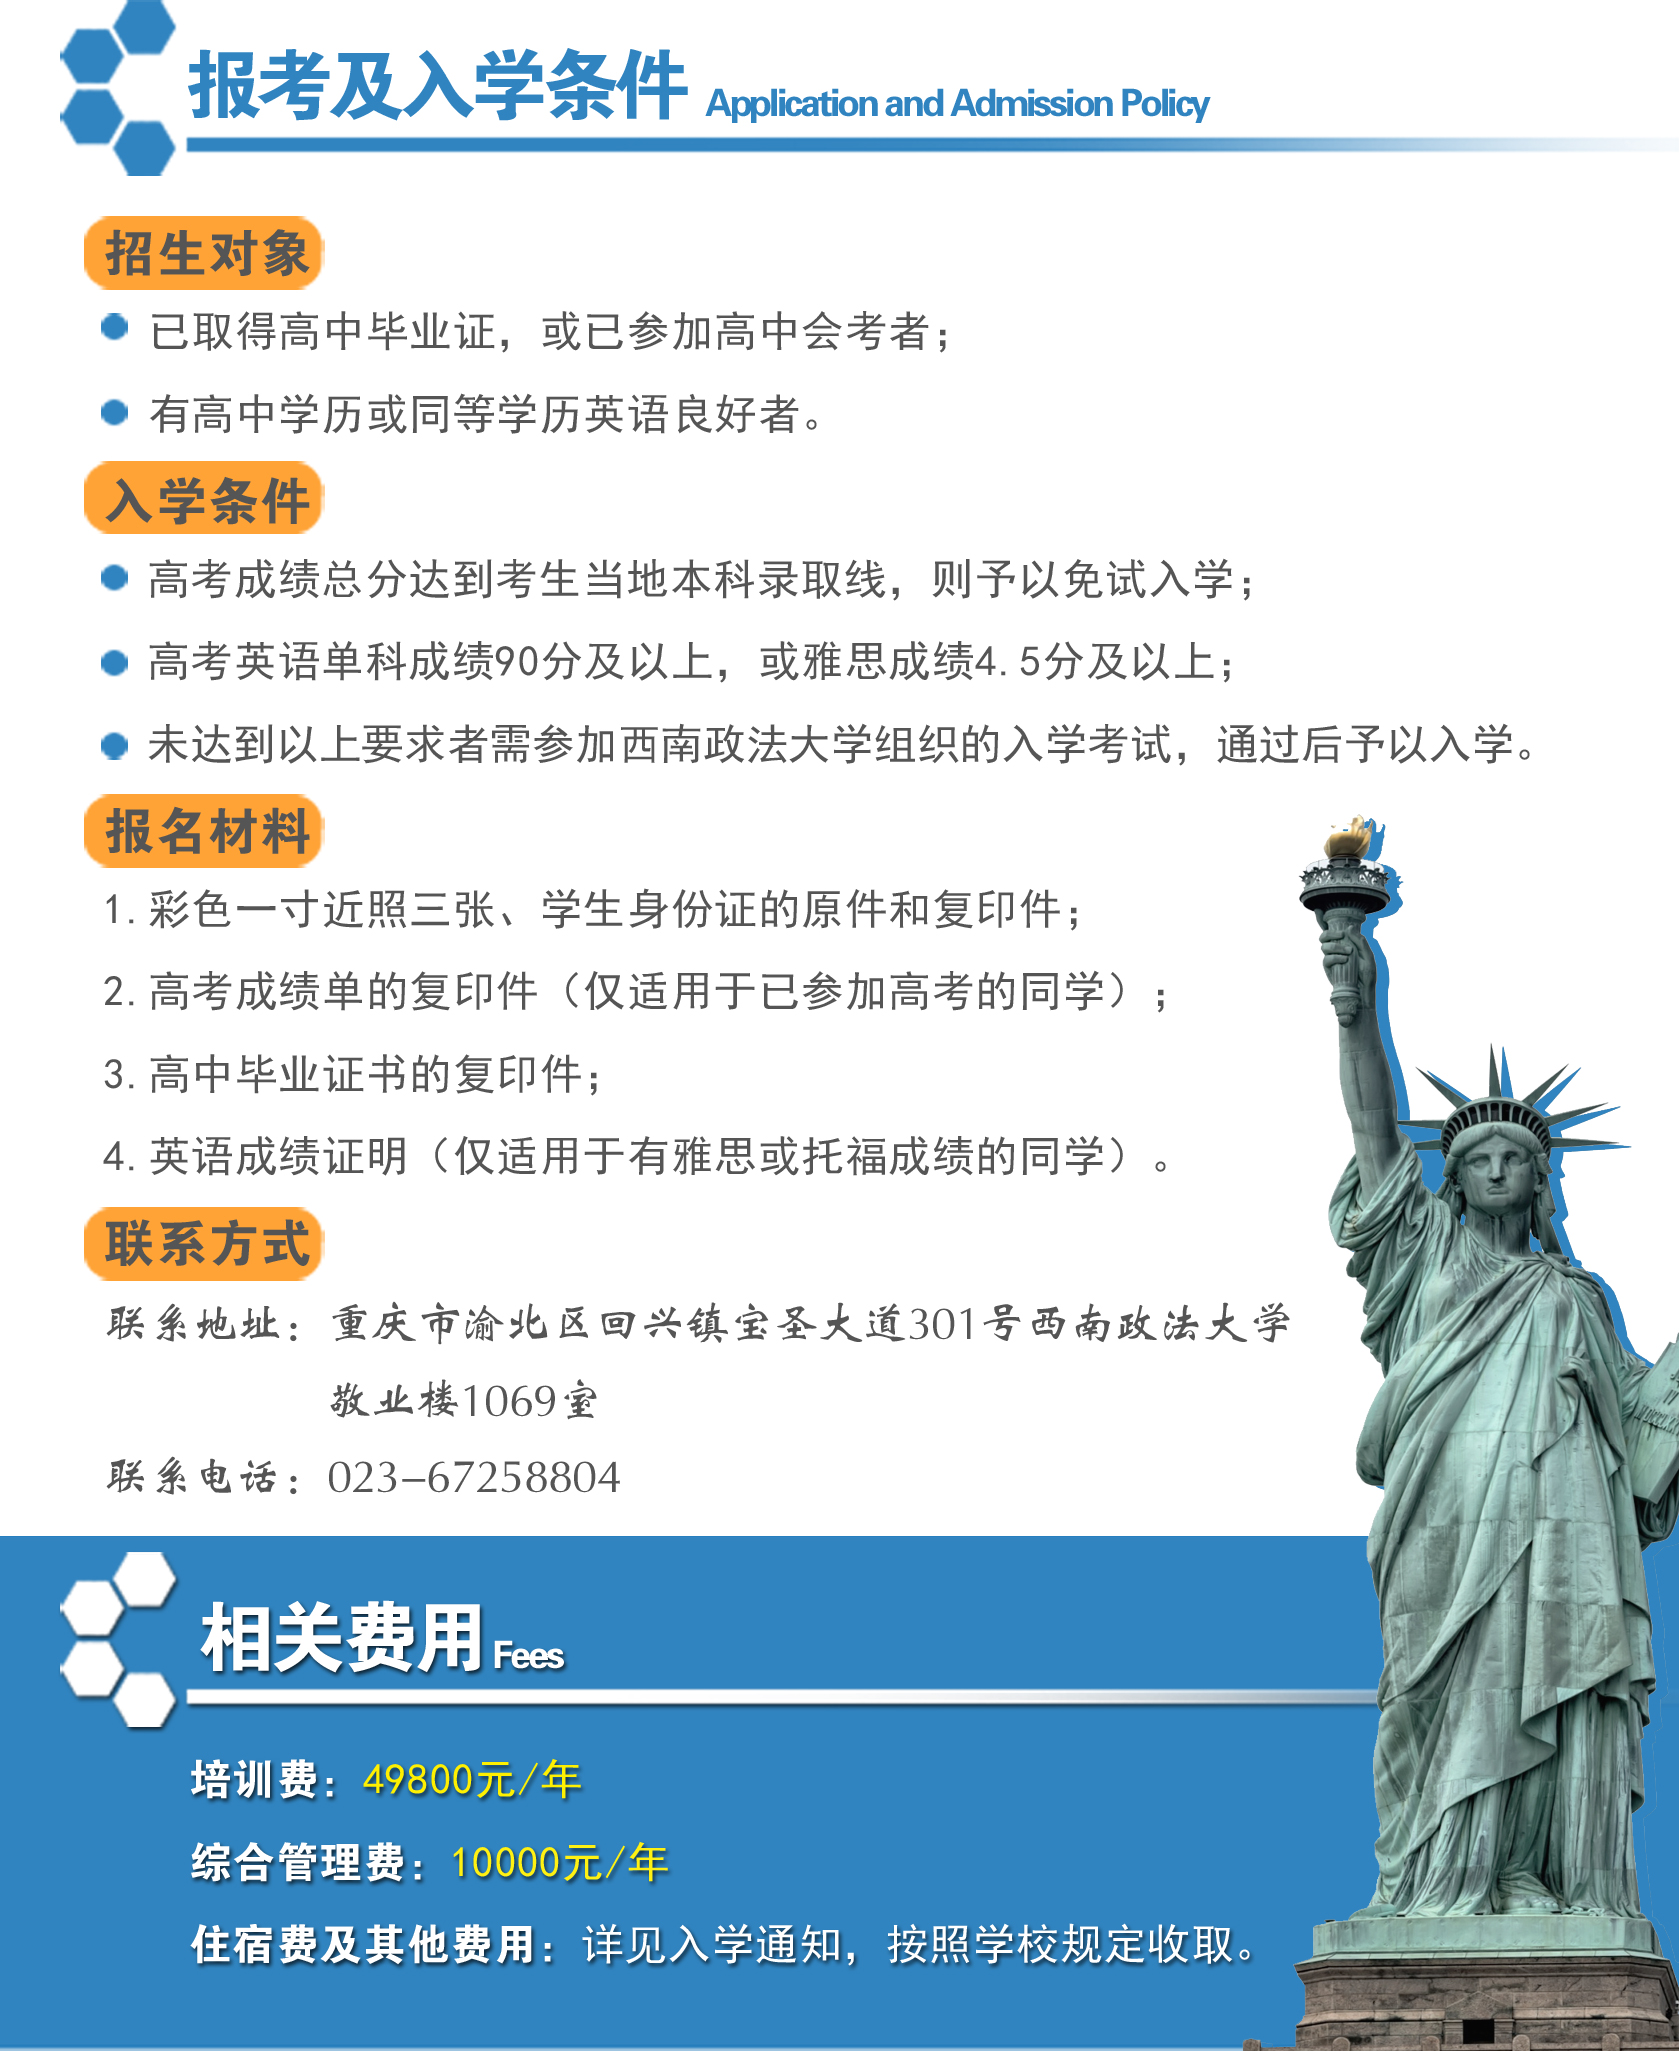 报考及入学条件 Application and Admission Policy
招生对象
已取得高中毕业证，或已参加高中会考者；
有高中学历或同等学历英语良好者。
入学条件
高考成绩总分达到考生当地本科录取线，则予以免试入学；
高考英语单科成绩90分及以上，或雅思成绩4.5分及以上；
未达到以上要求者需参加西南政法大学组织的入学考试，通过后予以入学。
报名材料
1.彩色一寸近照三张、学生身份证的原件和复印件；
2.高考成绩单的复印件（仅适用于已参加高考的同学）；
3.高中毕业证书的复印件；
4.英语成绩证明（仅适用于有雅思或托福成绩的同学）。
联系方式
联系地址：重庆市渝北区回兴镇宝圣大道301号西南政法大学
敬业楼1069室
联系电话：023-67258804
相关费用 Fees
培训费：49800元/年
综合管理费：10000元/年
住宿费及其他费用：详见入学通知，按照学校规定收取。